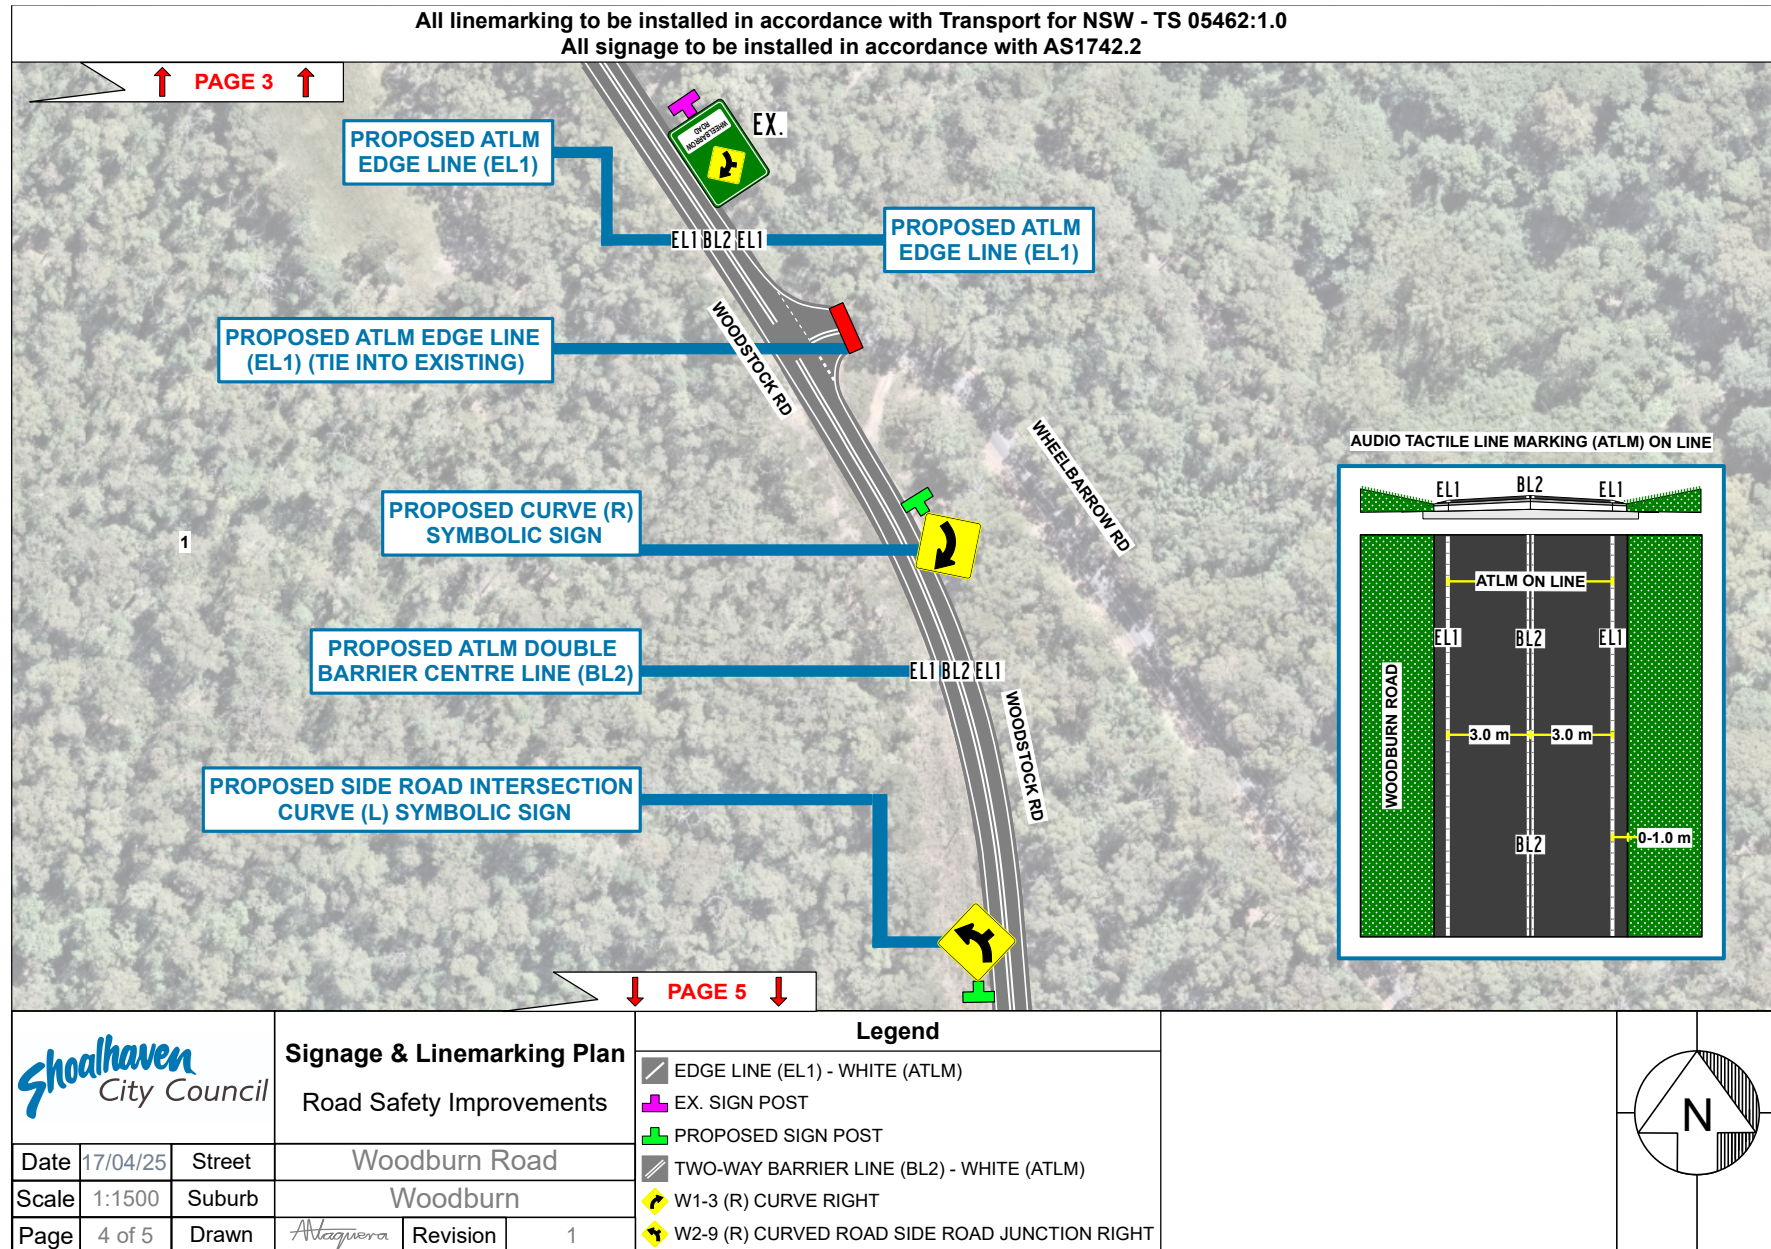 All linemarking to be installed in accordance with Transport for NSW - TS 05462:1.0
All signage to be installed in accordance with AS1742.2
PAGE 3
WHEELBARROW
ROAD
EX.
PROPOSED ATLM
EDGE LINE (EL1)
EL1 BL2 EL1
PROPOSED ATLM
EDGE LINE (EL1)
PROPOSED ATLM EDGE LINE
(EL1) (TIE INTO EXISTING)
WOODSTOCK RD
WHEELBARROW RD
PROPOSED CURVE (R)
SYMBOLIC SIGN
1
PROPOSED ATLM DOUBLE
BARRIER CENTRE LINE (BL2)
EL1 BL2 EL1
WOODSTOCK RD
PROPOSED SIDE ROAD INTERSECTION
CURVE (L) SYMBOLIC SIGN
PAGE 5
AUDIO TACTILE LINE MARKING (ATLM) ON LINE
EL1 BL2 EL1
ATLM ON LINE
EL1 BL2 EL1
WOODBURN ROAD
3.0 m 3.0 m
BL2
0-1.0 m
Shoalhaven
City Council
Signage & Linemarking Plan
Road Safety Improvements
Date 17/04/25 Street Woodburn Road
Scale 1:1500 Suburb Woodburn
Page 4 of 5 Drawn Revision 1
Legend
EDGE LINE (EL1) - WHITE (ATLM)
EX. SIGN POST
PROPOSED SIGN POST
TWO-WAY BARRIER LINE (BL2) - WHITE (ATLM)
W1-3 (R) CURVE RIGHT
W2-9 (R) CURVED ROAD SIDE ROAD JUNCTION RIGHT
N